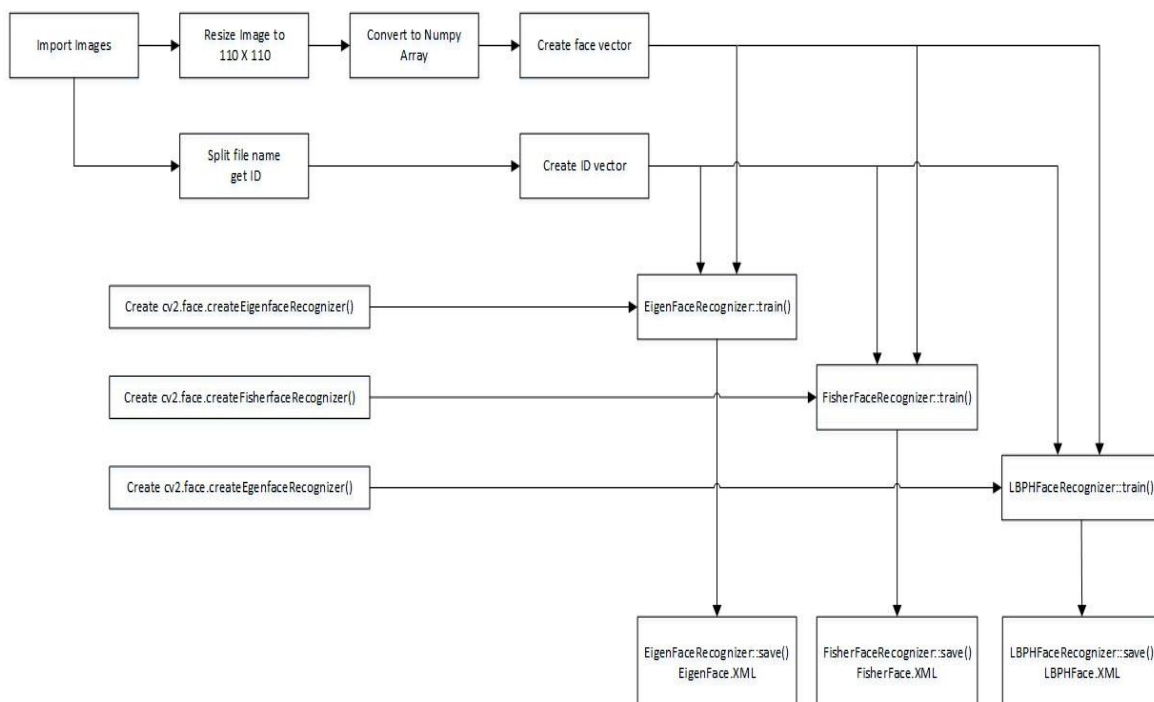 Import Images
Resize Image to
110 X 110
Convert to Numpy
Array
Create face vector
Split file name
get ID
Create ID vector
Create cv2.face.createEigenfaceRecognizer()
EigenFaceRecognizer::train()
Create cv2.face.createFisherfaceRecognizer()
FisherFaceRecognizer::train()
Create cv2.face.createEgenfaceRecognizer()
LBPHFaceRecognizer::train()
EigenFaceRecognizer::save()
EigenFace.XML
FisherFaceRecognizer::save()
FisherFace.XML
LBPHFaceRecognizer::save()
LBPHFace.XML